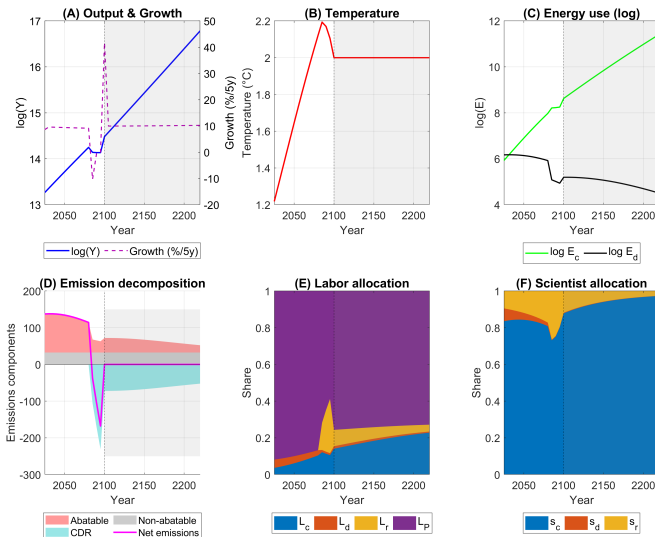 (A) Output & Growth
17
16
15
14
13
log(Y)
50
40
30
20
10
0
-10
-20
Growth (%/5y)
2050
2100
2150
2200
Year
log(Y)
Growth (%/5y)
(B) Temperature
2.2
2
1.8
1.6
1.4
1.2
Temperature (°C)
2050
2100
2150
2200
Year
(C) Energy use (log)
12
10
8
6
4
log(E)
2050
2100
2150
2200
Year
log E_c
log E_d
(D) Emission decomposition
200
100
0
-100
-200
-300
Emissions components
2050
2100
2150
2200
Year
Abatable
Non-abatable
CDR
Net emissions
(E) Labor allocation
1
0.8
0.6
0.4
0.2
0
Share
2050
2100
2150
2200
Year
L_c
L_d
L_r
L_P
(F) Scientist allocation
1
0.8
0.6
0.4
0.2
0
Share
2050
2100
2150
2200
Year
s_c
s_d
s_r